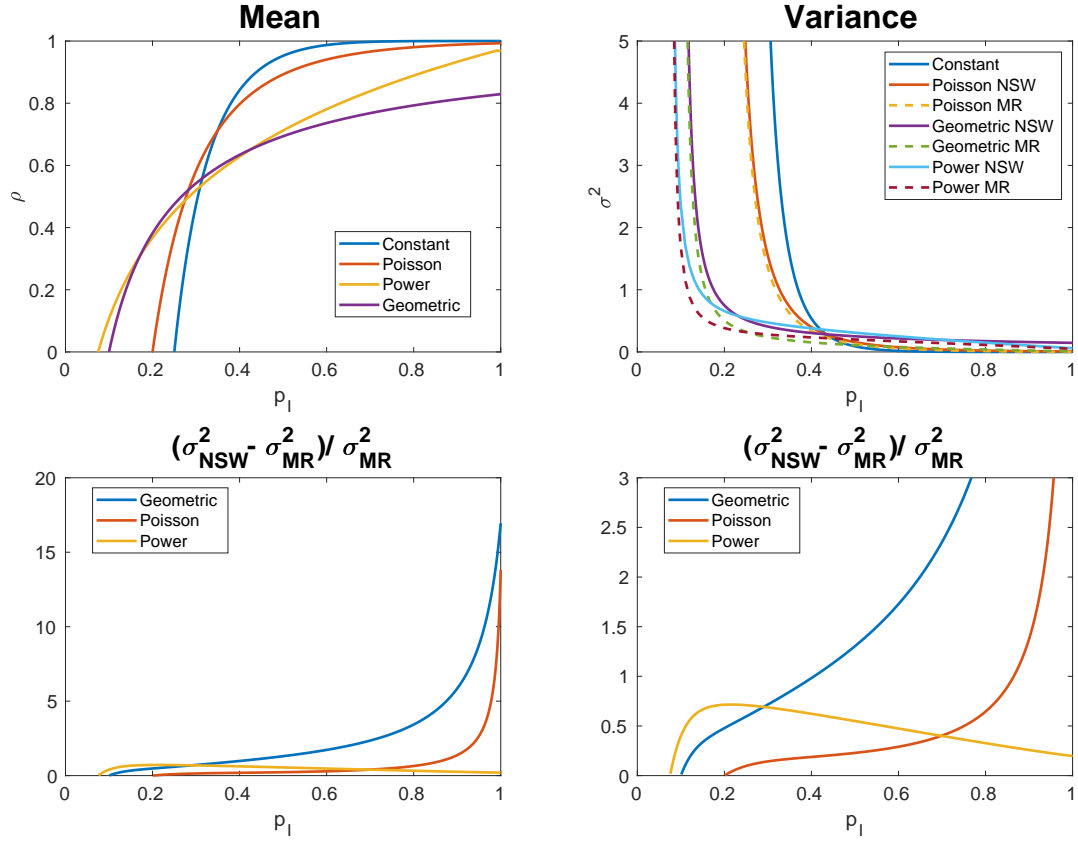 Mean
1
0.8
0.6
0.4
0.2
0
ρ
0 0.2 0.4 0.6 0.8 1
p_I
Constant
Poisson
Power
Geometric
Variance
5
4
3
2
1
0
σ²
0 0.2 0.4 0.6 0.8 1
p_I
Constant
Poisson NSW
Poisson MR
Geometric NSW
Geometric MR
Power NSW
Power MR
(σ²_NSW - σ²_MR)/ σ²_MR
20
15
10
5
0
0 0.2 0.4 0.6 0.8 1
p_I
Geometric
Poisson
Power
(σ²_NSW - σ²_MR)/ σ²_MR
3
2.5
2
1.5
1
0.5
0
0 0.2 0.4 0.6 0.8 1
p_I
Geometric
Poisson
Power